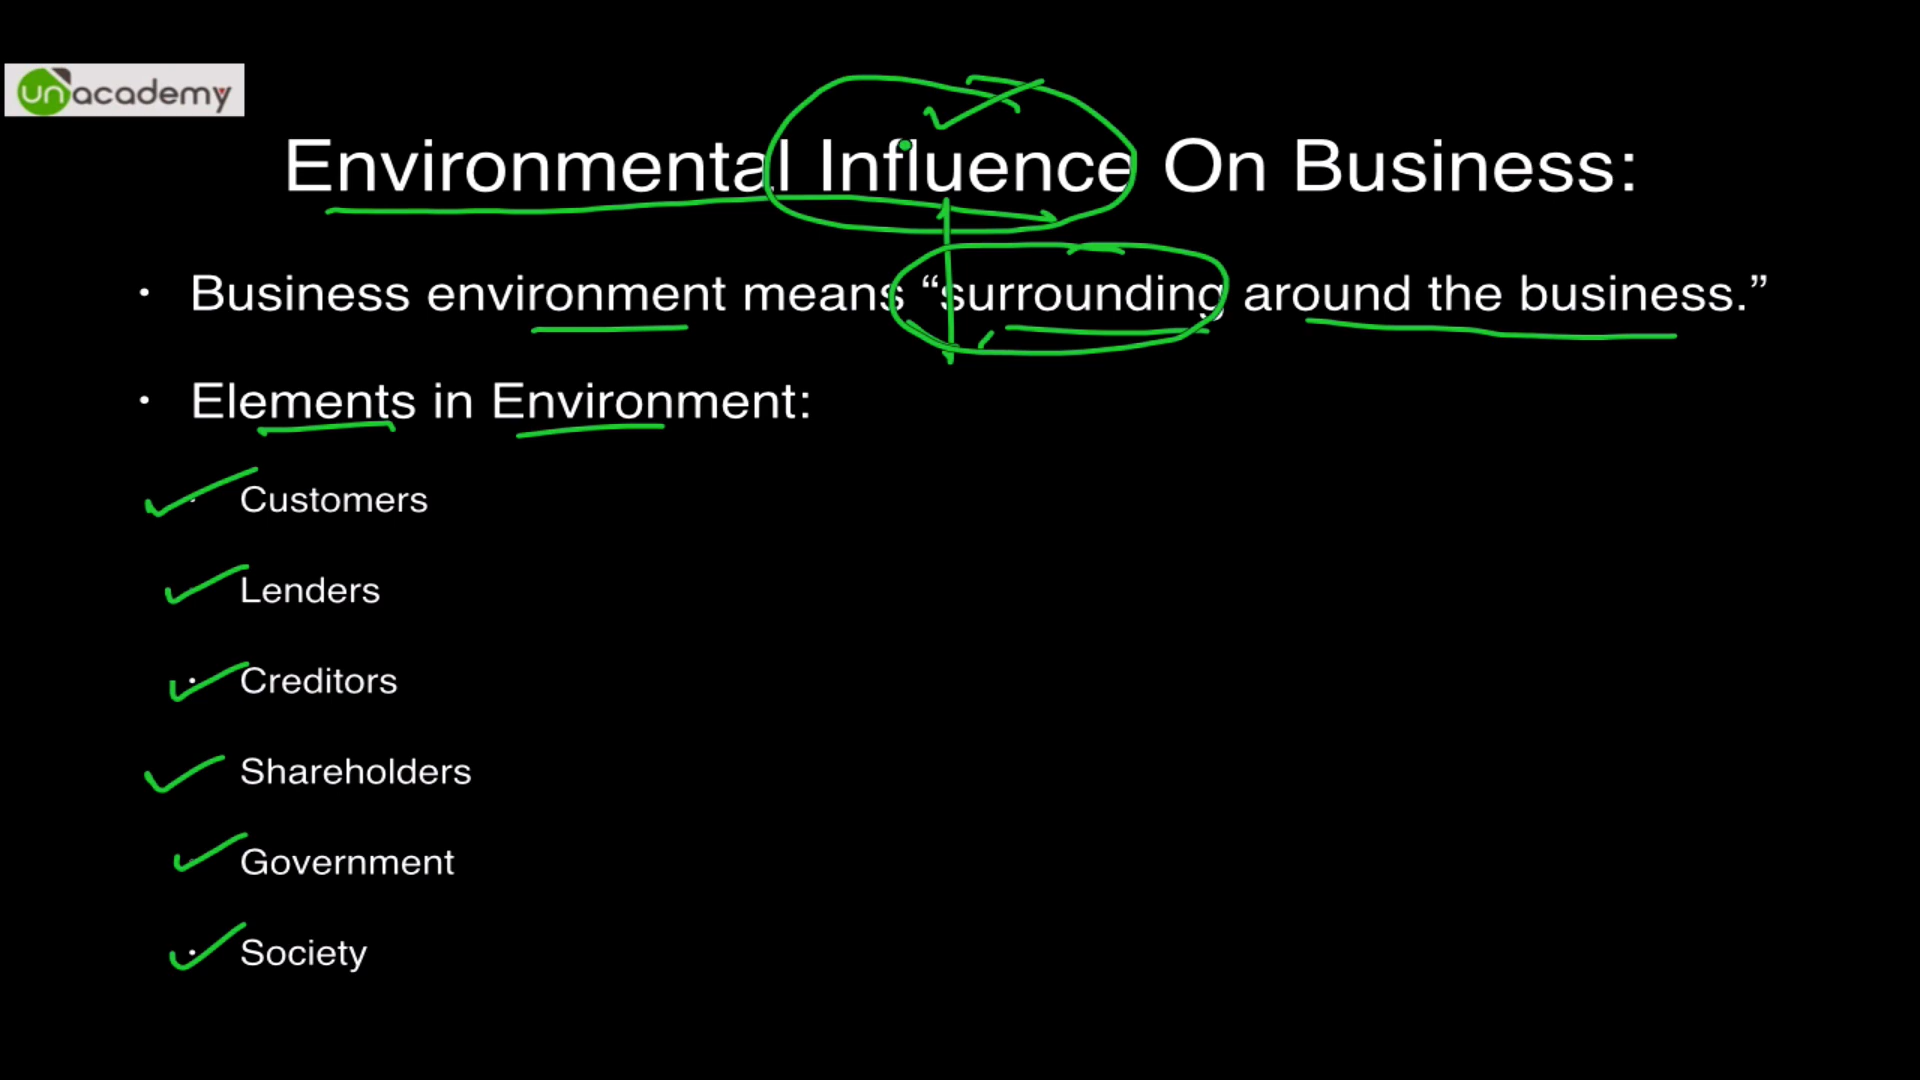 unacademy
Environmental Influence On Business:
• Business environment means “surrounding around the business.”
• Elements in Environment:
• Customers
• Lenders
• Creditors
• Shareholders
• Government
• Society